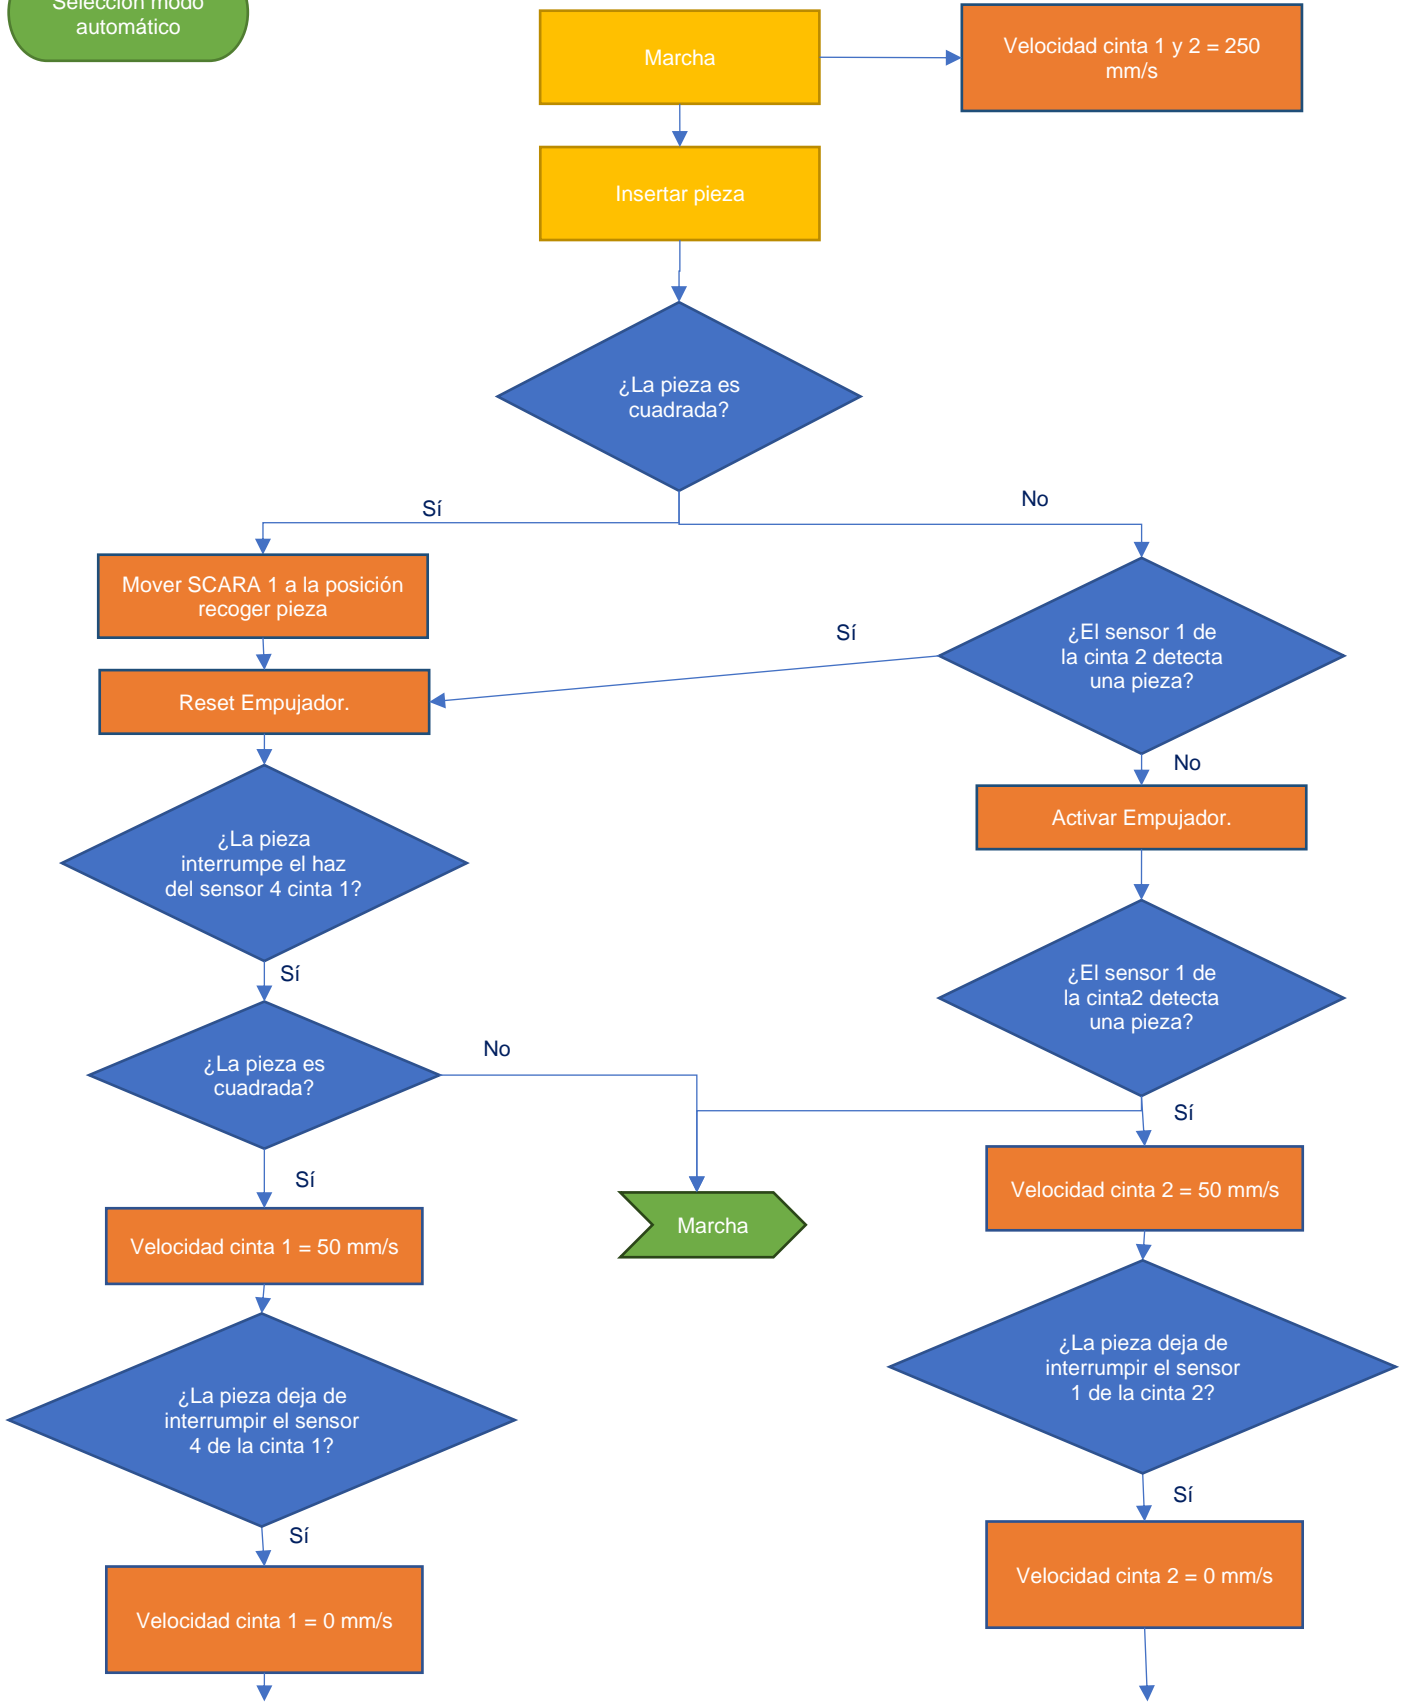 Selección modo
automático
Marcha
Velocidad cinta 1 y 2 = 250
mm/s
Insertar pieza
¿La pieza es
cuadrada?
Sí
No
Mover SCARA 1 a la posición
recoger pieza
¿El sensor 1 de
la cinta 2 detecta
una pieza?
Sí
Reset Empujador.
No
Activar Empujador.
¿La pieza
interrumpe el haz
del sensor 4 cinta 1?
Sí
¿El sensor 1 de
la cinta2 detecta
una pieza?
¿La pieza es
cuadrada?
No
Sí
Sí
Marcha
Velocidad cinta 2 = 50 mm/s
Velocidad cinta 1 = 50 mm/s
¿La pieza deja de
interrumpir el sensor
1 de la cinta 2?
¿La pieza deja de
interrumpir el sensor
4 de la cinta 1?
Sí
Sí
Velocidad cinta 2 = 0 mm/s
Velocidad cinta 1 = 0 mm/s